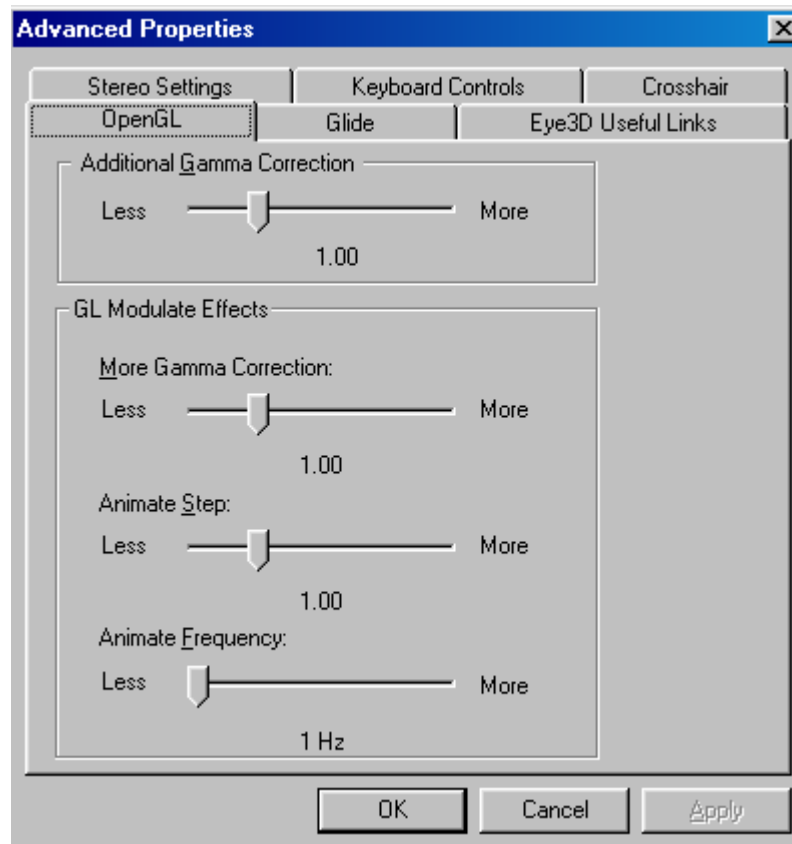 Advanced Properties
Stereo Settings Keyboard Controls Crosshair
OpenGL Glide Eye3D Useful Links
Additional Gamma Correction
Less More
1.00
GL Modulate Effects
More Gamma Correction:
Less More
1.00
Animate Step:
Less More
1.00
Animate Frequency:
Less More
1 Hz
OK Cancel Apply